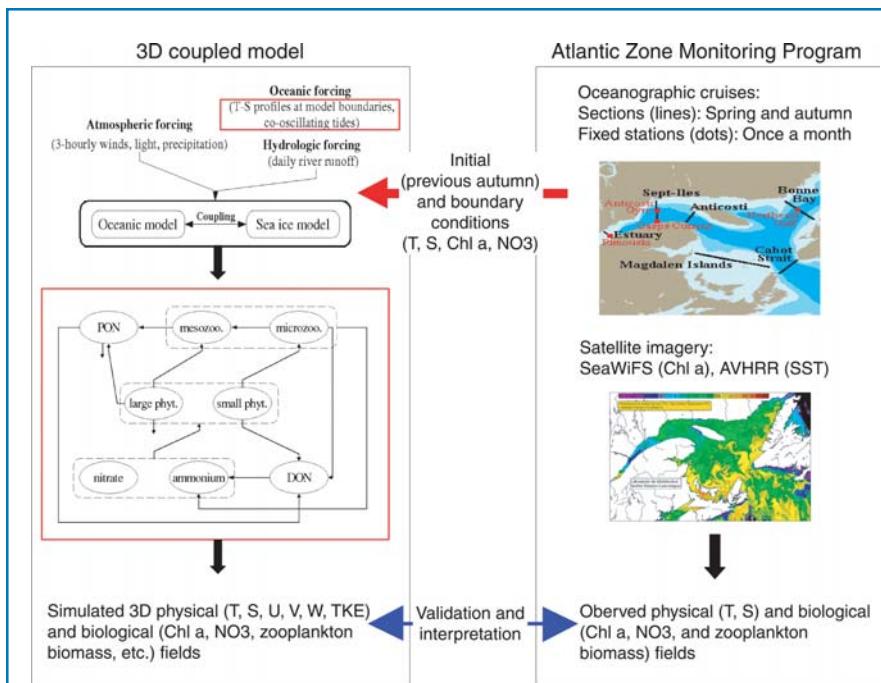 3D coupled model
Oceanic forcing
(T-S profiles at model boundaries,
co-oscillating tides)
Atmospheric forcing
(3-hourly winds, light, precipitation)
Hydrologic forcing
(daily river runoff)
Oceanic model
Coupling
Sea ice model
PON
mesozoo.
microzoo.
large phyt.
small phyt.
nitrate
ammonium
DON
Simulated 3D physical (T, S, U, V, W, TKE)
and biological (Chl a, NO3, zooplankton
biomass, etc.) fields
Initial
(previous autumn)
and boundary
conditions
(T, S, Chl a, NO3)
Validation and
interpretation
Atlantic Zone Monitoring Program
Oceanographic cruises:
Sections (lines): Spring and autumn
Fixed stations (dots): Once a month
Sept-Iles
Anticosti
Bonne
Bay
Anticosti
Estuary
Rimouski
Cabot
Strait
Magdalen Islands
Satellite imagery:
SeaWiFS (Chl a), AVHRR (SST)
Oberved physical (T, S) and biological
(Chl a, NO3, and zooplankton
biomass) fields